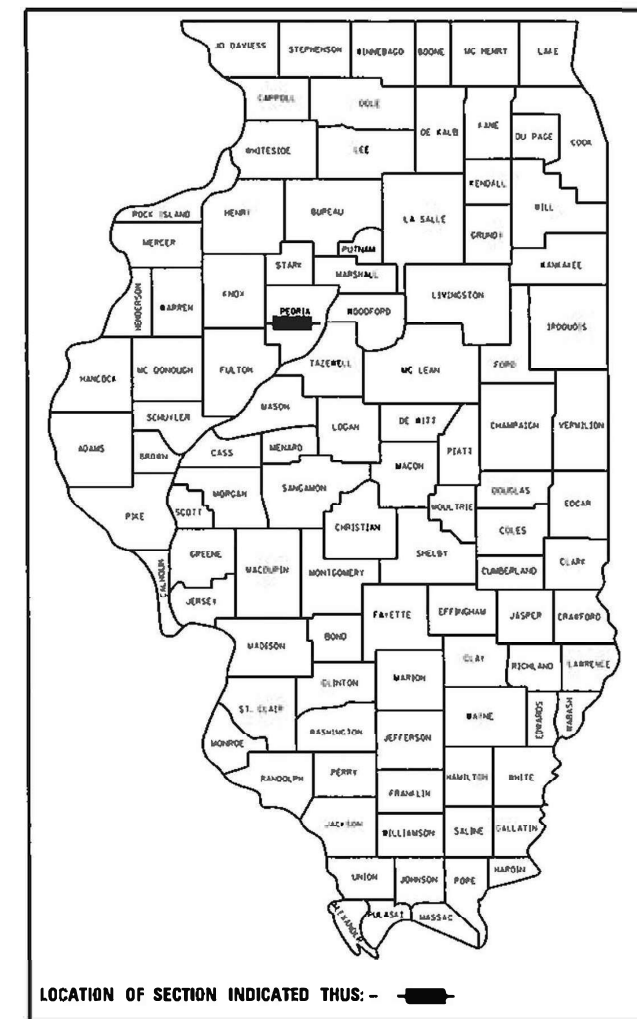 JO DAVIESS STEPHENSON WINNEBAGO BOONE MC HENRY LAKE
CARROLL OGLE DE KALB KANE DU PAGE COOK
WHITESIDE LEE KENDALL WILL
ROCK ISLAND HENRY BUREAU LA SALLE GRUNDY
MERCER PUTNAM KANKAKEE
STARK MARSHALL
HENDERSON WARREN KNOX PEORIA WOODFORD LIVINGSTON IROQUOIS
HANCOCK MC DONOUGH FULTON TAZEWELL MC LEAN FORD
SCHUYLER MASON LOGAN DE WITT CHAMPAIGN VERMILION
ADAMS BROWN CASS MENARD MACON PIATT
PIKE SCOTT MORGAN SANGAMON MOULTRIE DOUGLAS EDGAR
CHRISTIAN COLES
CALHOUN GREENE MACOUPIN MONTGOMERY SHELBY CUMBERLAND CLARK
JERSEY FAYETTE EFFINGHAM JASPER CRAWFORD
MADISON BOND
CLINTON MARION CLAY RICHLAND LAWRENCE
ST. CLAIR WASHINGTON JEFFERSON WAYNE EDWARDS WABASH
MONROE
RANDOLPH PERRY FRANKLIN HAMILTON WHITE
JACKSON WILLIAMSON SALINE GALLATIN
UNION JOHNSON POPE HARDIN
ALEXANDER PULASKI MASSAC
LOCATION OF SECTION INDICATED THUS: -